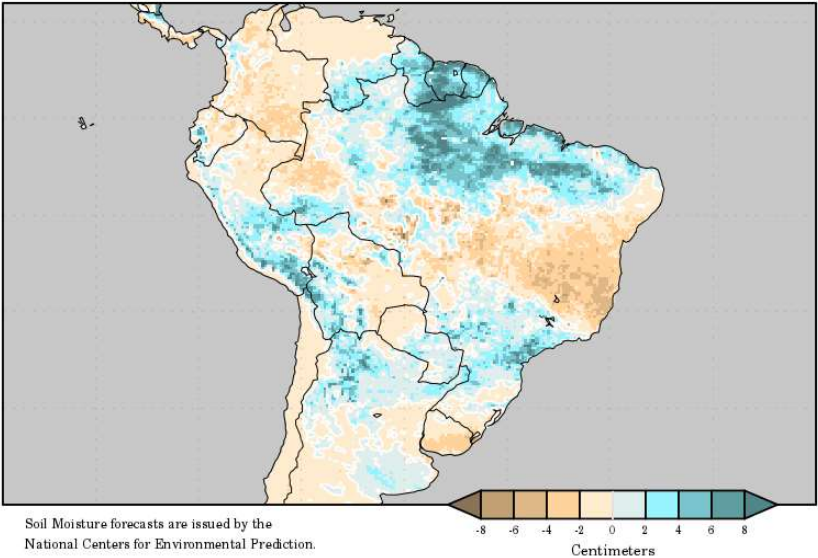 Soil Moisture forecasts are issued by the
National Centers for Environmental Prediction.
-8 -6 -4 -2 0 2 4 6 8
Centimeters